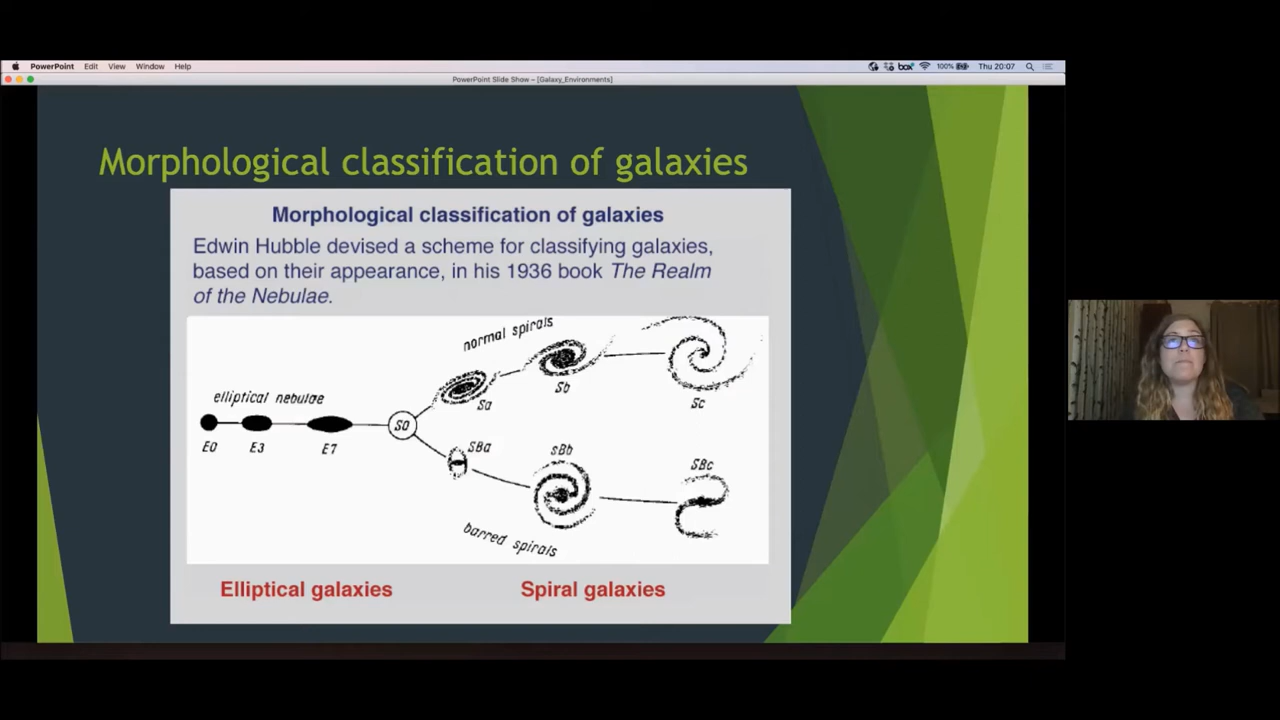 PowerPoint Edit View Window Help
box 100% Thu 20:07
PowerPoint Slide Show – [Galaxy_Environments]
Morphological classification of galaxies
Morphological classification of galaxies
Edwin Hubble devised a scheme for classifying galaxies,
based on their appearance, in his 1936 book The Realm
of the Nebulae.
normal spirals
Sa
Sb
Sc
elliptical nebulae
E0 E3 E7
S0
SBa
sBb
SBc
barred spirals
Elliptical galaxies Spiral galaxies